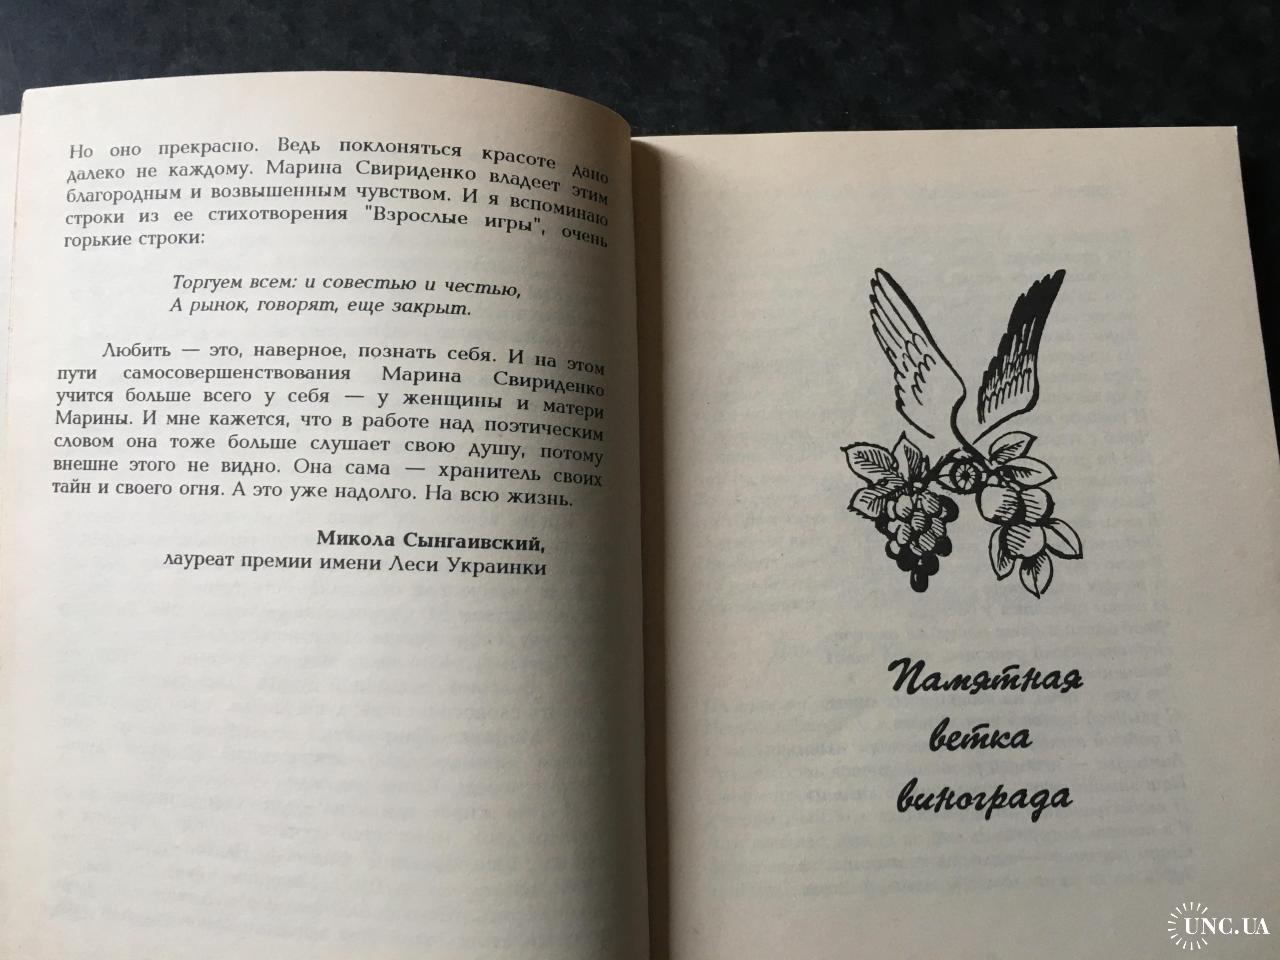 Но оно прекрасно. Ведь поклоняться красоте дано
далеко не каждому. Марина Свириденко владеет этим
благородным и возвышенным чувством. И я вспоминаю
строки из ее стихотворения "Взрослые игры", очень
горькие строки:
Торгуем всем: и совестью и честью,
А рынок, говорят, еще закрыт.
Любить — это, наверное, познать себя. И на этом
пути самосовершенствования Марина Свириденко
учится больше всего у себя — у женщины и матери
Марины. И мне кажется, что в работе над поэтическим
словом она тоже больше слушает свою душу, потому
внешне этого не видно. Она сама — хранитель своих
тайн и своего огня. А это уже надолго. На всю жизнь.
Микола Сынгаивский,
лауреат премии имени Леси Украинки
Памятная
ветка
винограда
UNC.UA